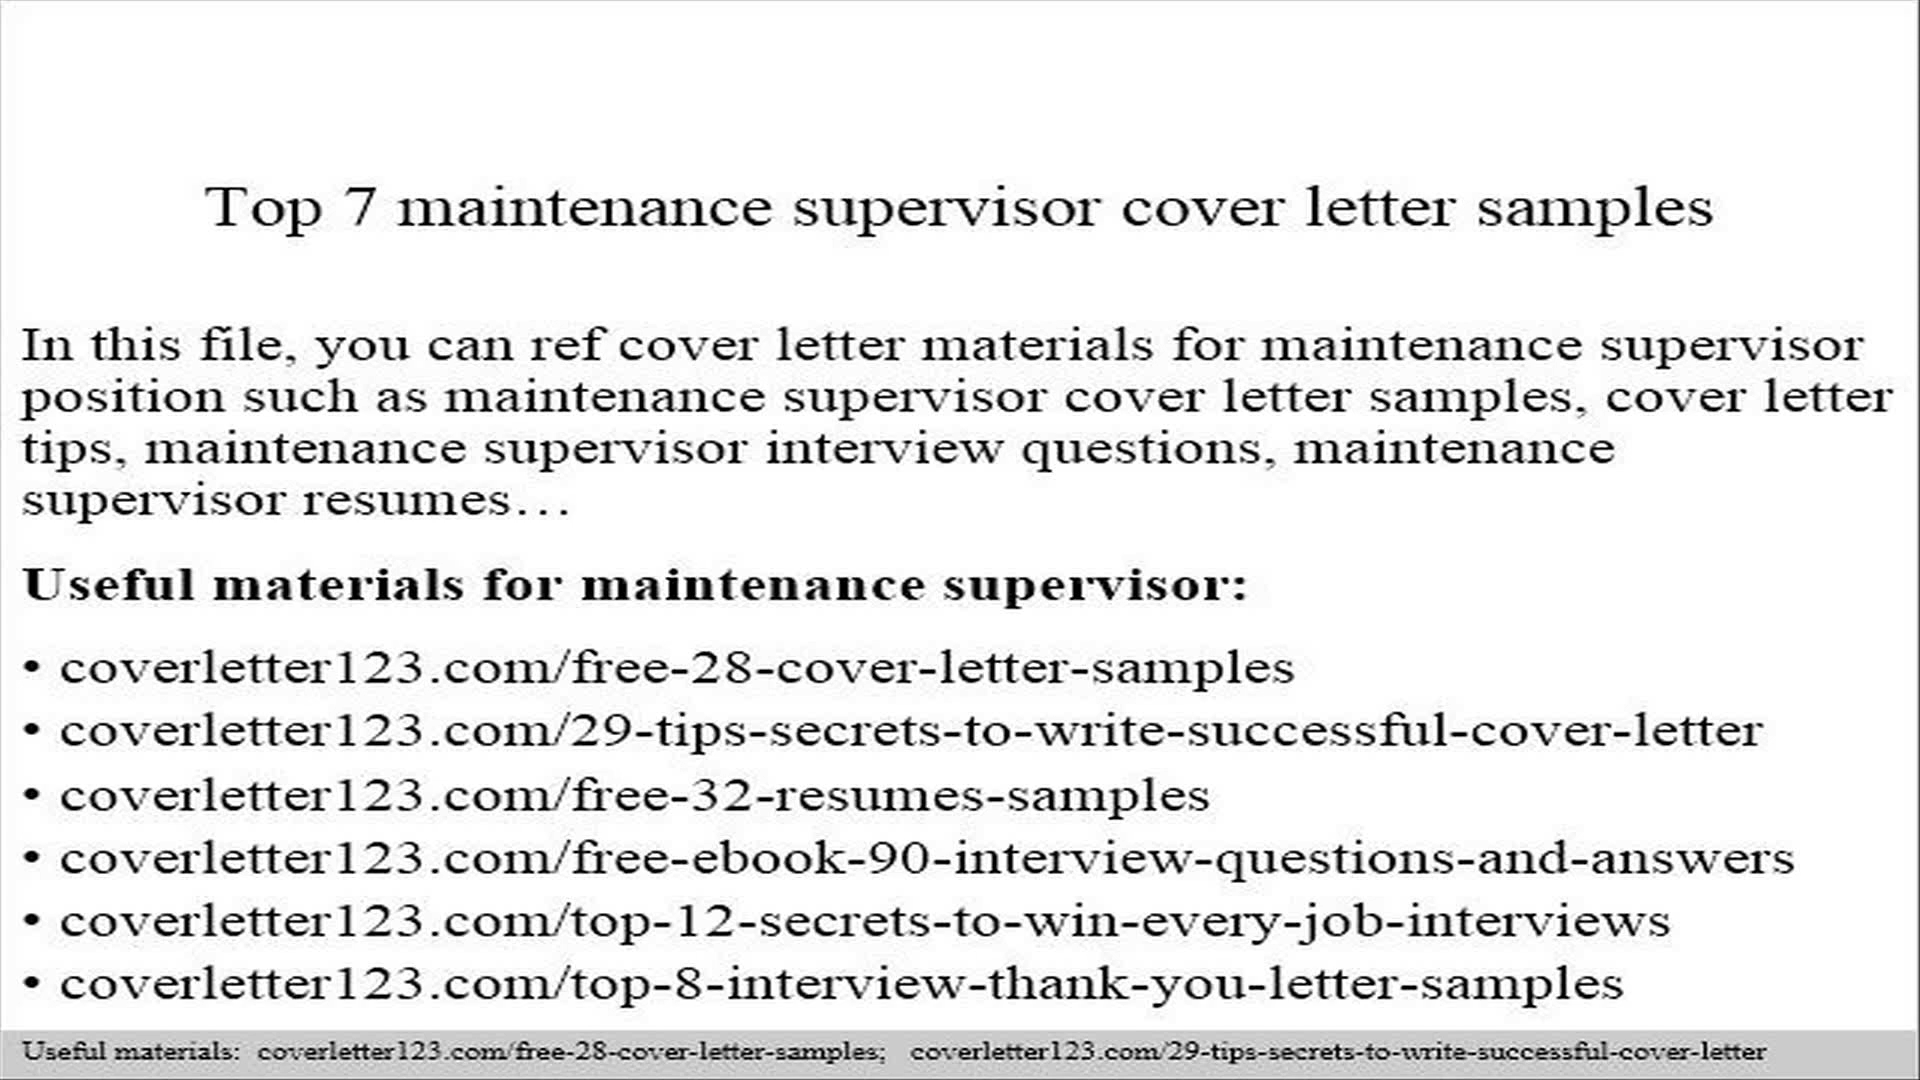 Top 7 maintenance supervisor cover letter samples
In this file, you can ref cover letter materials for maintenance supervisor
position such as maintenance supervisor cover letter samples, cover letter
tips, maintenance supervisor interview questions, maintenance
supervisor resumes…
Useful materials for maintenance supervisor:
• coverletter123.com/free-28-cover-letter-samples
• coverletter123.com/29-tips-secrets-to-write-successful-cover-letter
• coverletter123.com/free-32-resumes-samples
• coverletter123.com/free-ebook-90-interview-questions-and-answers
• coverletter123.com/top-12-secrets-to-win-every-job-interviews
• coverletter123.com/top-8-interview-thank-you-letter-samples
Useful materials: coverletter123.com/free-28-cover-letter-samples; coverletter123.com/29-tips-secrets-to-write-successful-cover-letter